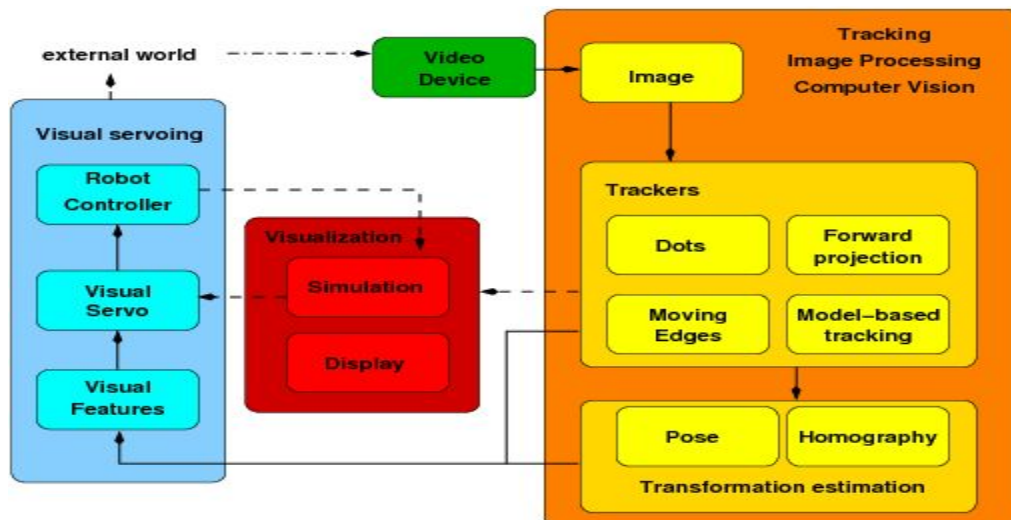 external world
Video
Device
Image
Tracking
Image Processing
Computer Vision
Visual servoing
Robot
Controller
Visual
Servo
Visual
Features
Visualization
Simulation
Display
Trackers
Dots
Forward
projection
Moving
Edges
Model-based
tracking
Pose
Homography
Transformation estimation